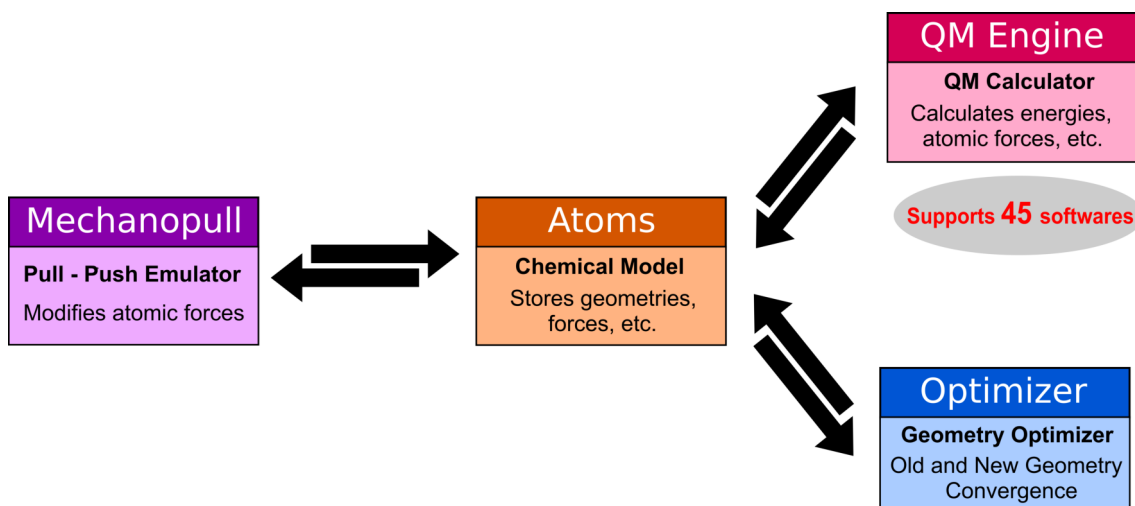 Mechanopull
Pull - Push Emulator
Modifies atomic forces
Atoms
Chemical Model
Stores geometries,
forces, etc.
QM Engine
QM Calculator
Calculates energies,
atomic forces, etc.
Supports 45 softwares
Optimizer
Geometry Optimizer
Old and New Geometry
Convergence